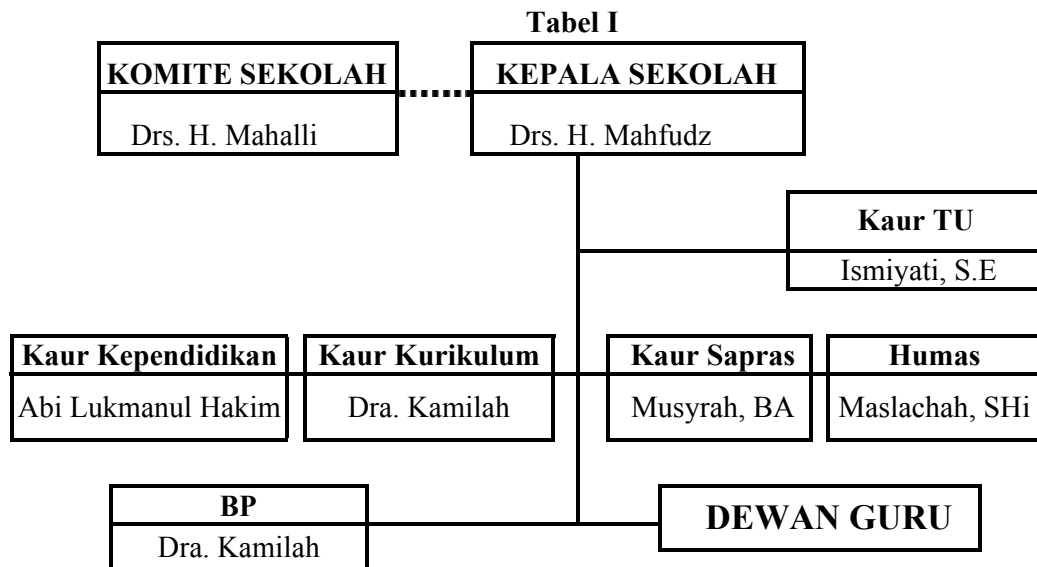 Tabel I
KOMITE SEKOLAH
Drs. H. Mahalli
KEPALA SEKOLAH
Drs. H. Mahfudz
Kaur TU
Ismiyati, S.E
Kaur Kependidikan
Abi Lukmanul Hakim
Kaur Kurikulum
Dra. Kamilah
Kaur Sapras
Musyrah, BA
Humas
Maslachah, SHi
BP
Dra. Kamilah
DEWAN GURU